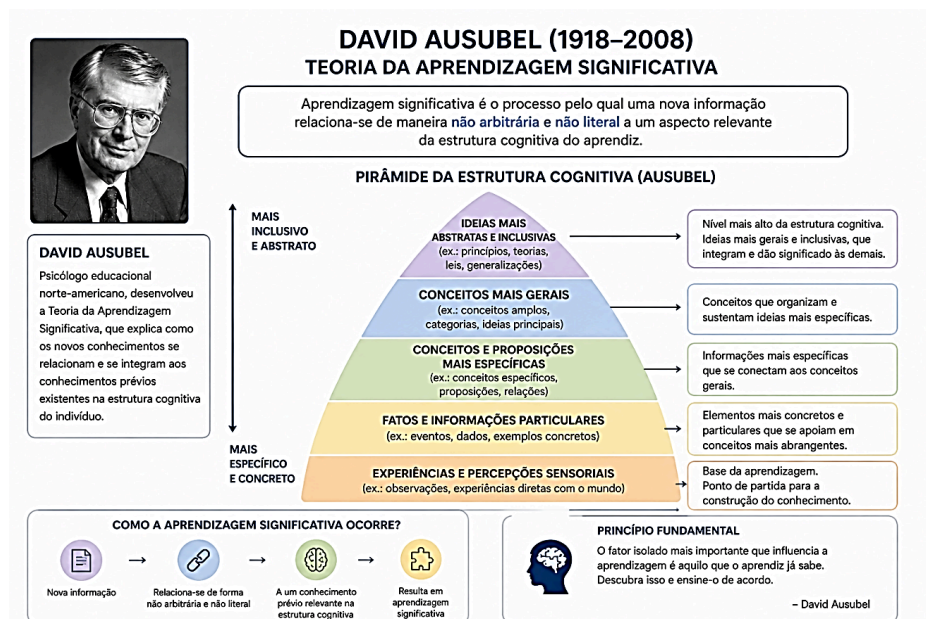 DAVID AUSUBEL (1918–2008)
TEORIA DA APRENDIZAGEM SIGNIFICATIVA
Aprendizagem significativa é o processo pelo qual uma nova informação
relaciona-se de maneira não arbitrária e não literal a um aspecto relevante
da estrutura cognitiva do aprendiz.
DAVID AUSUBEL
Psicólogo educacional
norte-americano, desenvolveu
a Teoria da Aprendizagem
Significativa, que explica como
os novos conhecimentos se
relacionam e se integram aos
conhecimentos prévios
existentes na estrutura cognitiva
do indivíduo.
PIRÂMIDE DA ESTRUTURA COGNITIVA (AUSUBEL)
MAIS
INCLUSIVO
E ABSTRATO
MAIS
ESPECÍFICO
E CONCRETO
IDEIAS MAIS
ABSTRATAS E INCLUSIVAS
(ex.: princípios, teorias,
leis, generalizações)
Nível mais alto da estrutura cognitiva.
Ideias mais gerais e inclusivas, que
integram e dão significado às demais.
CONCEITOS MAIS GERAIS
(ex.: conceitos amplos,
categorias, ideias principais)
Conceitos que organizam e
sustentam ideias mais específicas.
CONCEITOS E PROPOSIÇÕES
MAIS ESPECÍFICAS
(ex.: conceitos específicos,
proposições, relações)
Informações mais específicas
que se conectam aos conceitos
gerais.
FATOS E INFORMAÇÕES PARTICULARES
(ex.: eventos, dados, exemplos concretos)
Elementos mais concretos e
particulares que se apoiam em
conceitos mais abrangentes.
EXPERIÊNCIAS E PERCEPÇÕES SENSORIAIS
(ex.: observações, experiências diretas com o mundo)
Base da aprendizagem.
Ponto de partida para a
construção do conhecimento.
COMO A APRENDIZAGEM SIGNIFICATIVA OCORRE?
Nova informação
Relaciona-se de forma
não arbitrária e não literal
A um conhecimento
prévio relevante na
estrutura cognitiva
Resulta em
aprendizagem
significativa
PRINCÍPIO FUNDAMENTAL
O fator isolado mais importante que influencia a
aprendizagem é aquilo que o aprendiz já sabe.
Descubra isso e ensine-o de acordo.
– David Ausubel